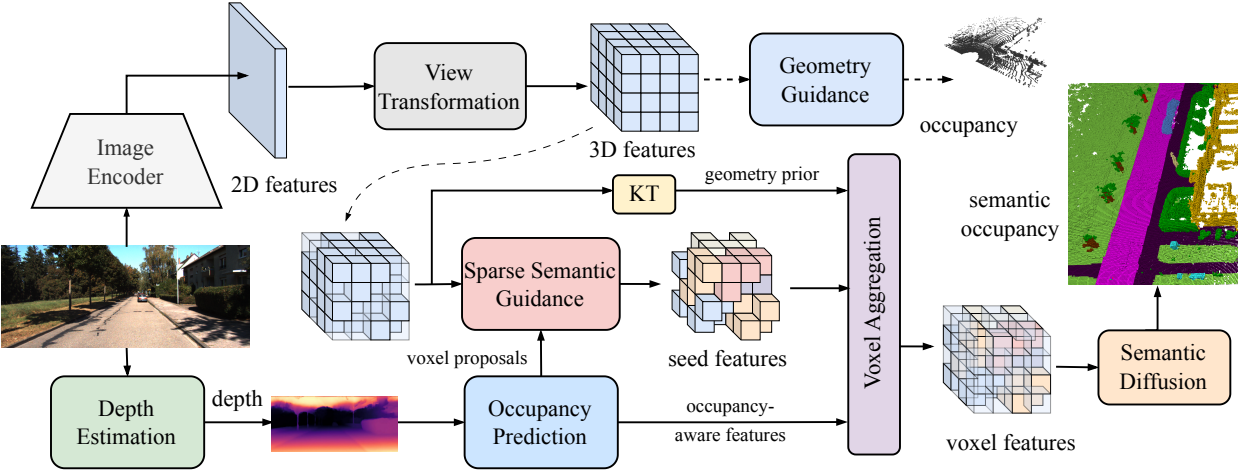 View
Transformation
Geometry
Guidance
occupancy
Image
Encoder
2D features
3D features
KT
geometry prior
semantic
occupancy
Sparse Semantic
Guidance
seed features
Voxel Aggregation
voxel proposals
Depth
Estimation
depth
Occupancy
Prediction
occupancy-
aware features
voxel features
Semantic
Diffusion